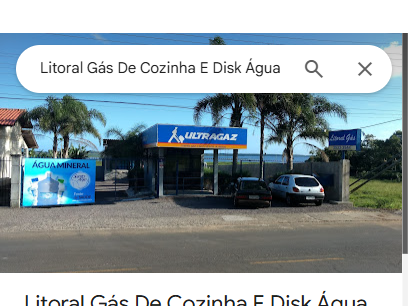 Litoral Gás De Cozinha E Disk Água
ULTRAGAZ
Litoral Gás
ÁGUA MINERAL
Litoral Gás De Cozinha E Disk Água